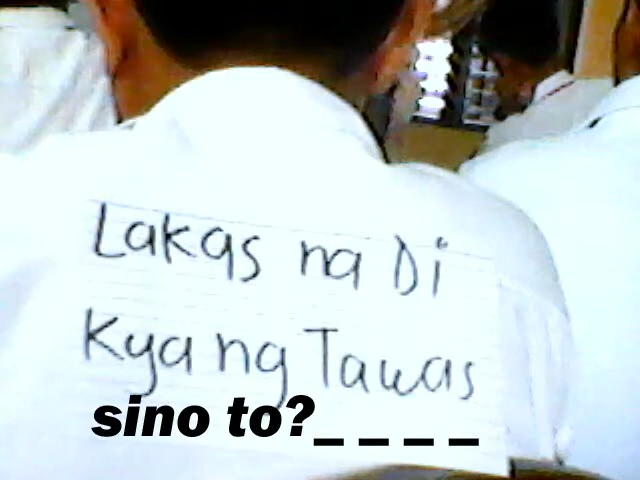 Lakas na Di
Kya ng Tawas
sino to?_ _ _ _